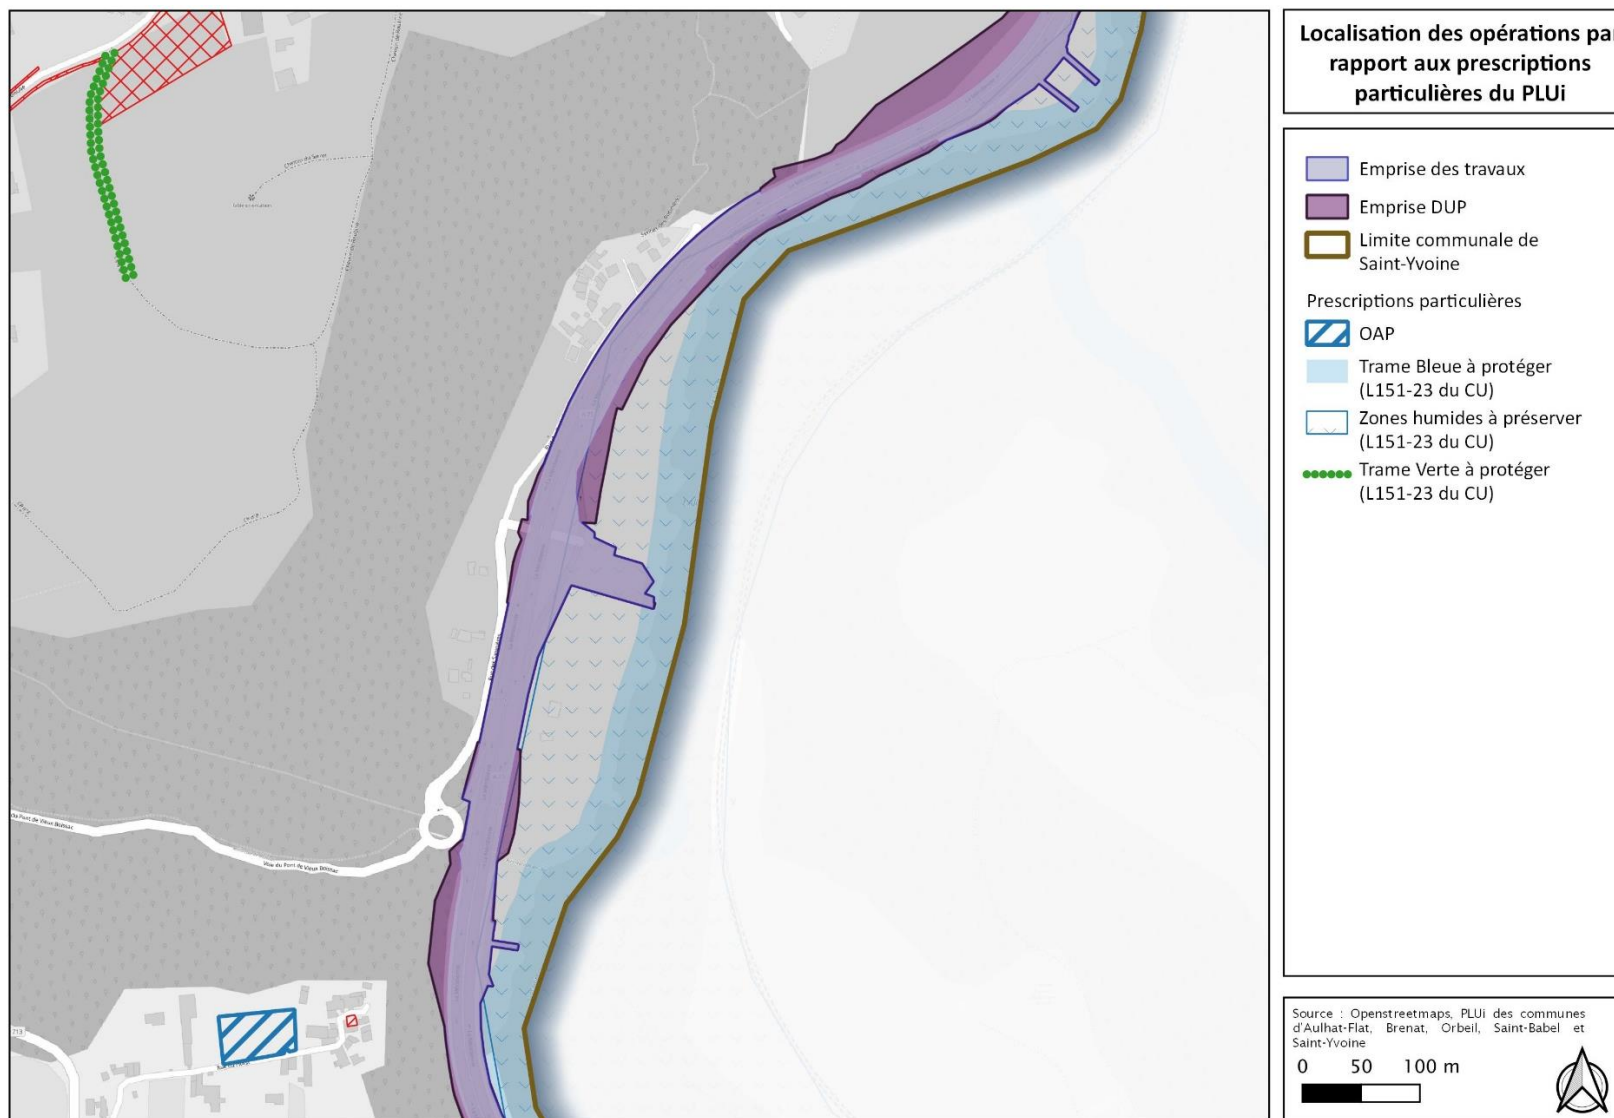 Localisation des opérations pa
rapport aux prescriptions
particulières du PLUi
Emprise des travaux
Emprise DUP
Limite communale de
Saint-Yvoine
Prescriptions particulières
OAP
Trame Bleue à protéger
(L151-23 du CU)
Zones humides à préserver
(L151-23 du CU)
Trame Verte à protéger
(L151-23 du CU)
Source : Openstreetmaps, PLUi des communes
d'Aulhat-Flat, Brenat, Orbeil, Saint-Babel et
Saint-Yvoine
0 50 100 m
213